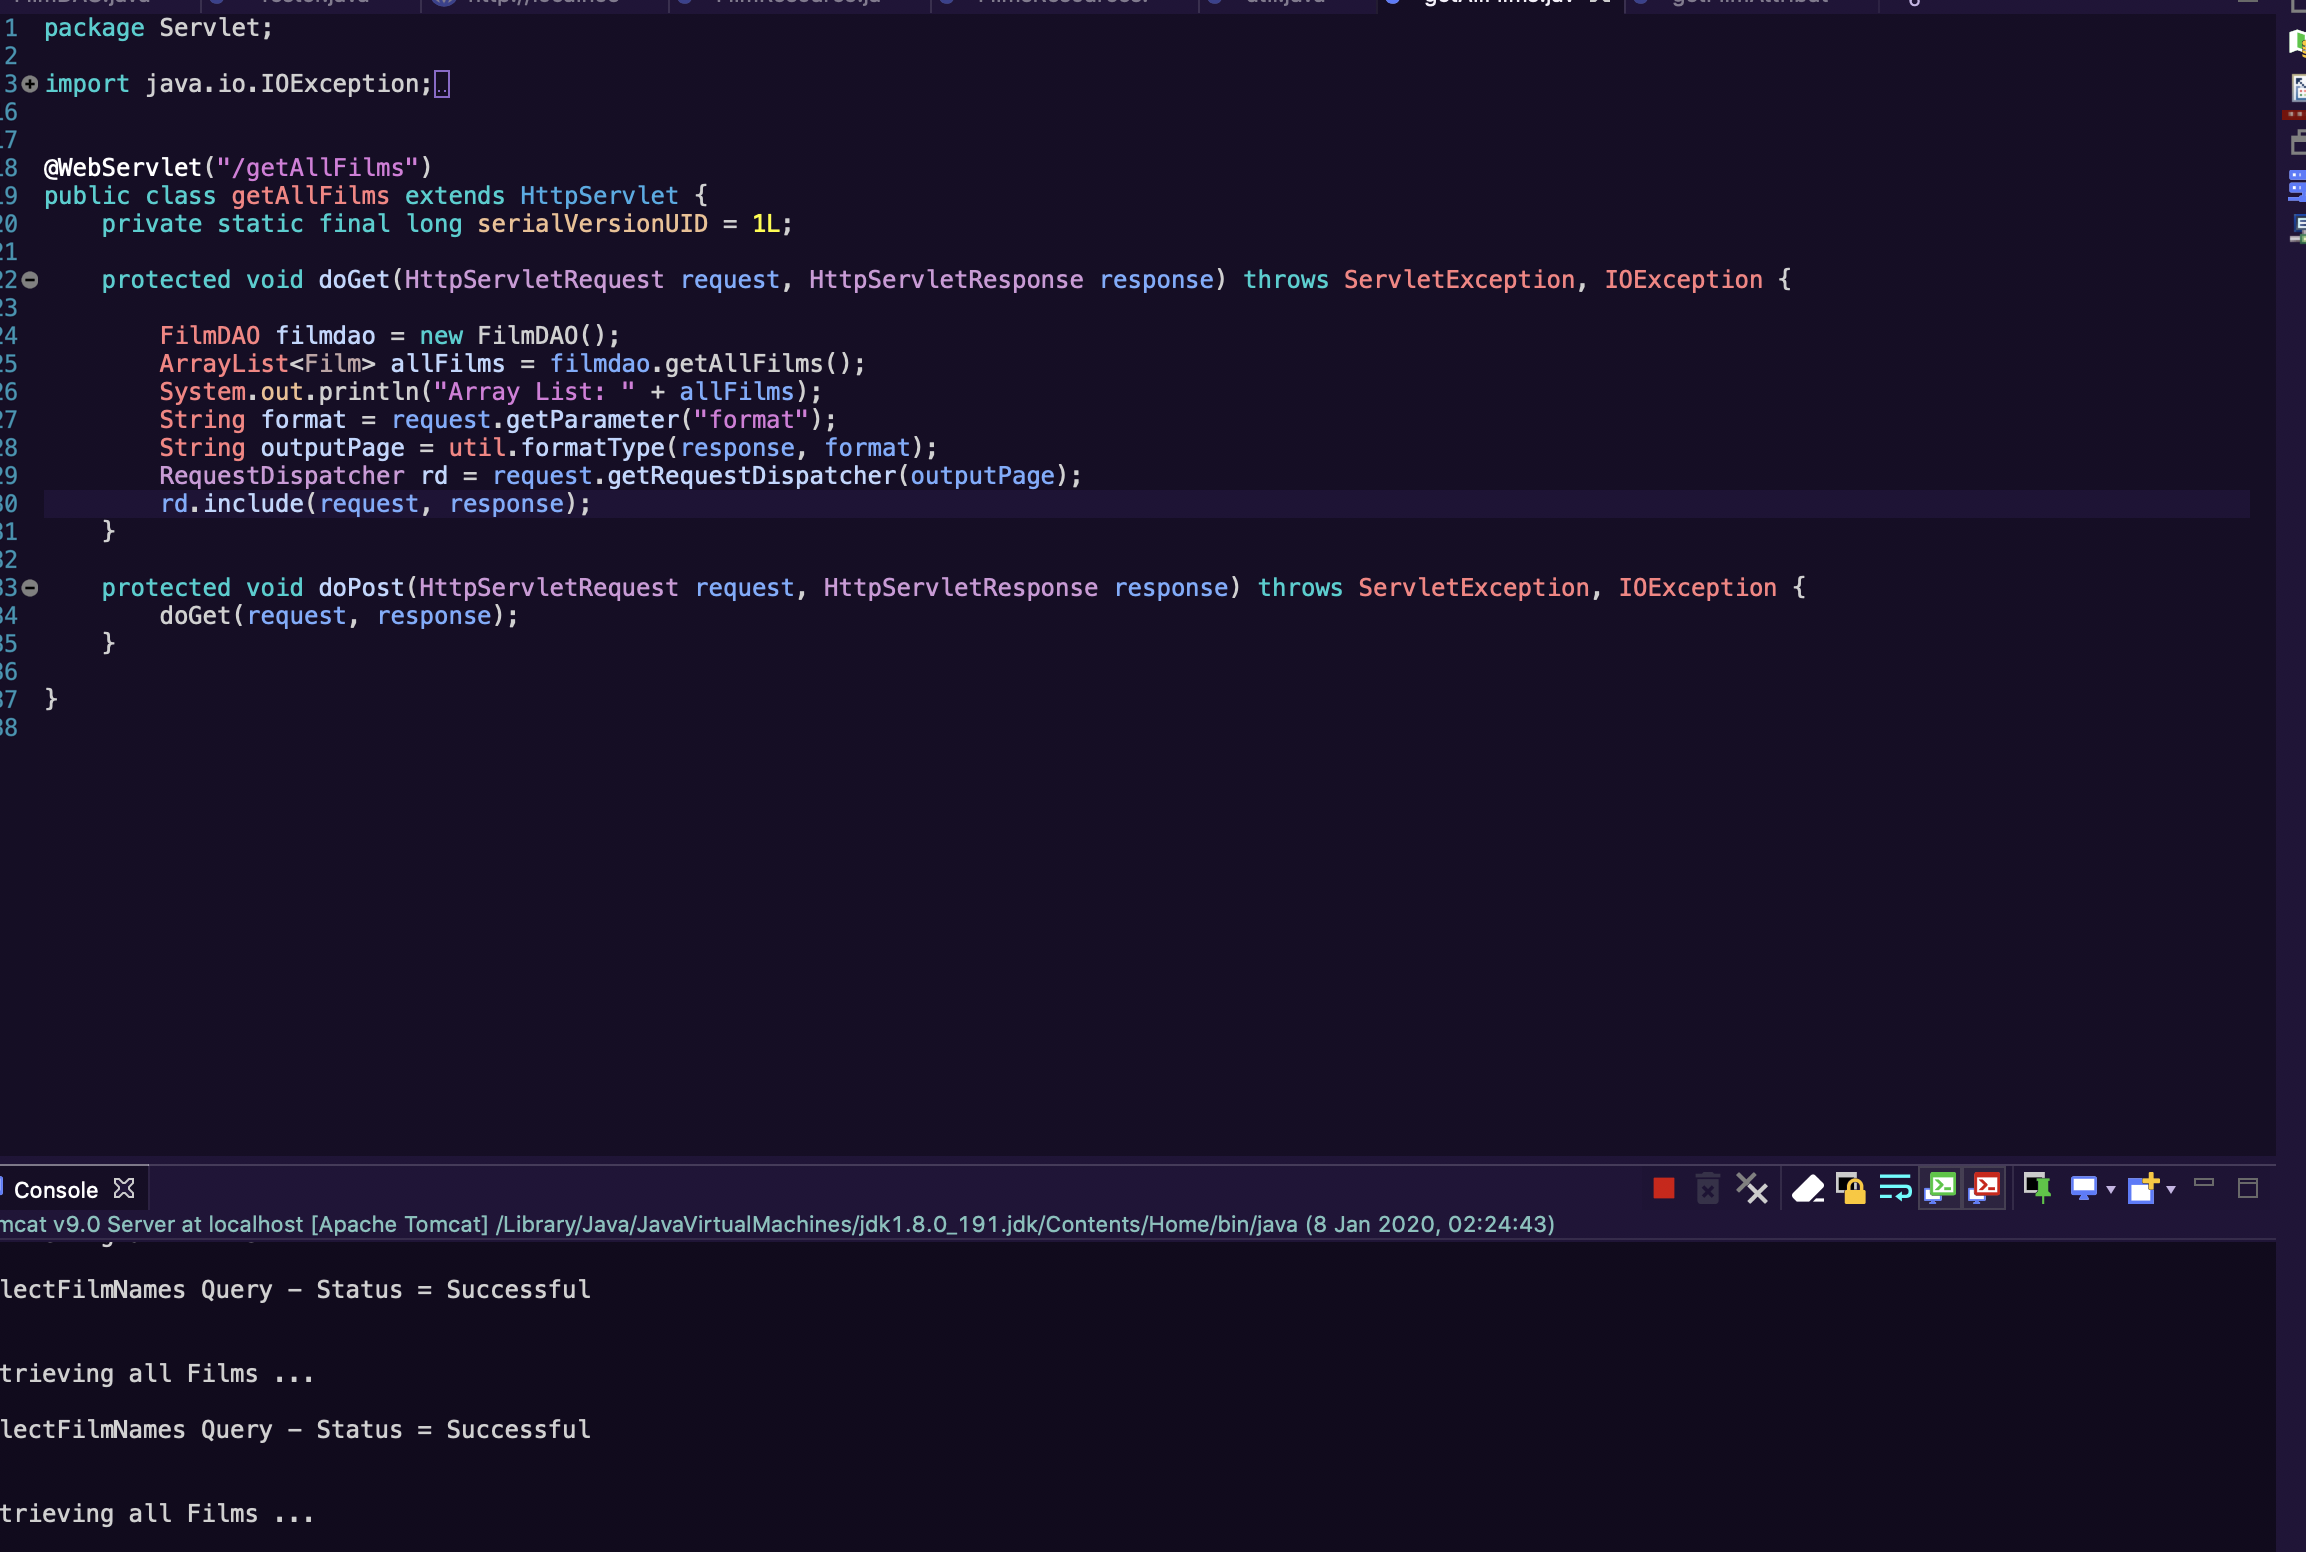 1 package Servlet;
2
3 import java.io.IOException;
6
7
8 @WebServlet("/getAllFilms")
9 public class getAllFilms extends HttpServlet {
20 private static final long serialVersionUID = 1L;
21
22 protected void doGet(HttpServletRequest request, HttpServletResponse response) throws ServletException, IOException {
23
24 FilmDAO filmdao = new FilmDAO();
25 ArrayList<Film> allFilms = filmdao.getAllFilms();
26 System.out.println("Array List: " + allFilms);
27 String format = request.getParameter("format");
28 String outputPage = util.formatType(response, format);
29 RequestDispatcher rd = request.getRequestDispatcher(outputPage);
30 rd.include(request, response);
31 }
32
33 protected void doPost(HttpServletRequest request, HttpServletResponse response) throws ServletException, IOException {
34 doGet(request, response);
35 }
36
37 }
38
Console
mcat v9.0 Server at localhost [Apache Tomcat] /Library/Java/JavaVirtualMachines/jdk1.8.0_191.jdk/Contents/Home/bin/java (8 Jan 2020, 02:24:43)
lectFilmNames Query – Status = Successful
trieving all Films ...
lectFilmNames Query – Status = Successful
trieving all Films ...